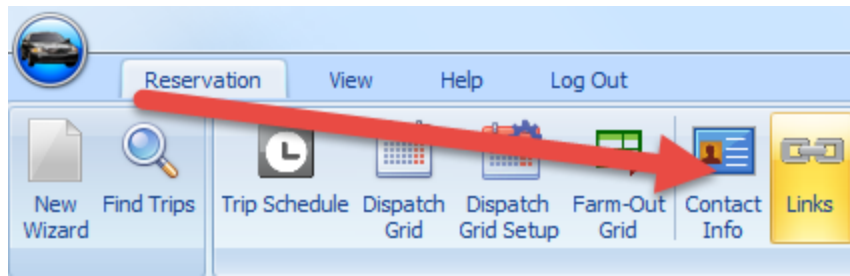 Reservation View Help Log Out
New Wizard Find Trips Trip Schedule Dispatch Grid Dispatch Grid Setup Farm-Out Grid Contact Info Links